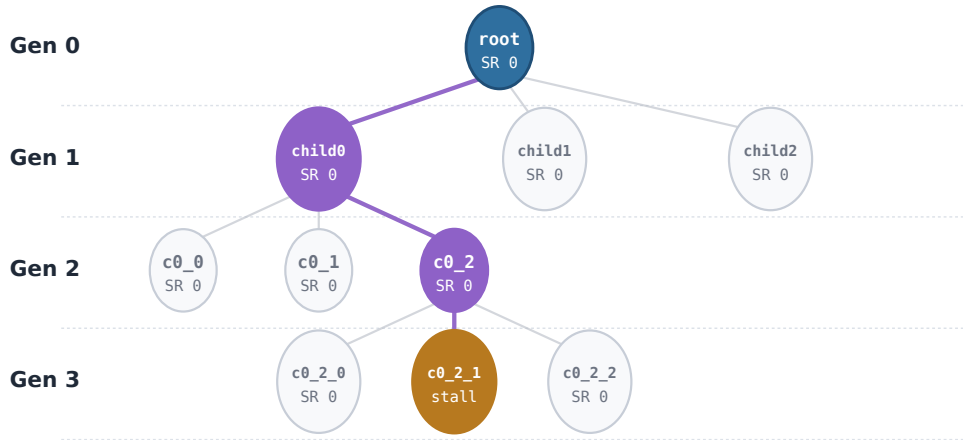 Gen 0
root
SR 0
Gen 1
child0
SR 0
child1
SR 0
child2
SR 0
Gen 2
c0_0
SR 0
c0_1
SR 0
c0_2
SR 0
Gen 3
c0_2_0
SR 0
c0_2_1
stall
c0_2_2
SR 0